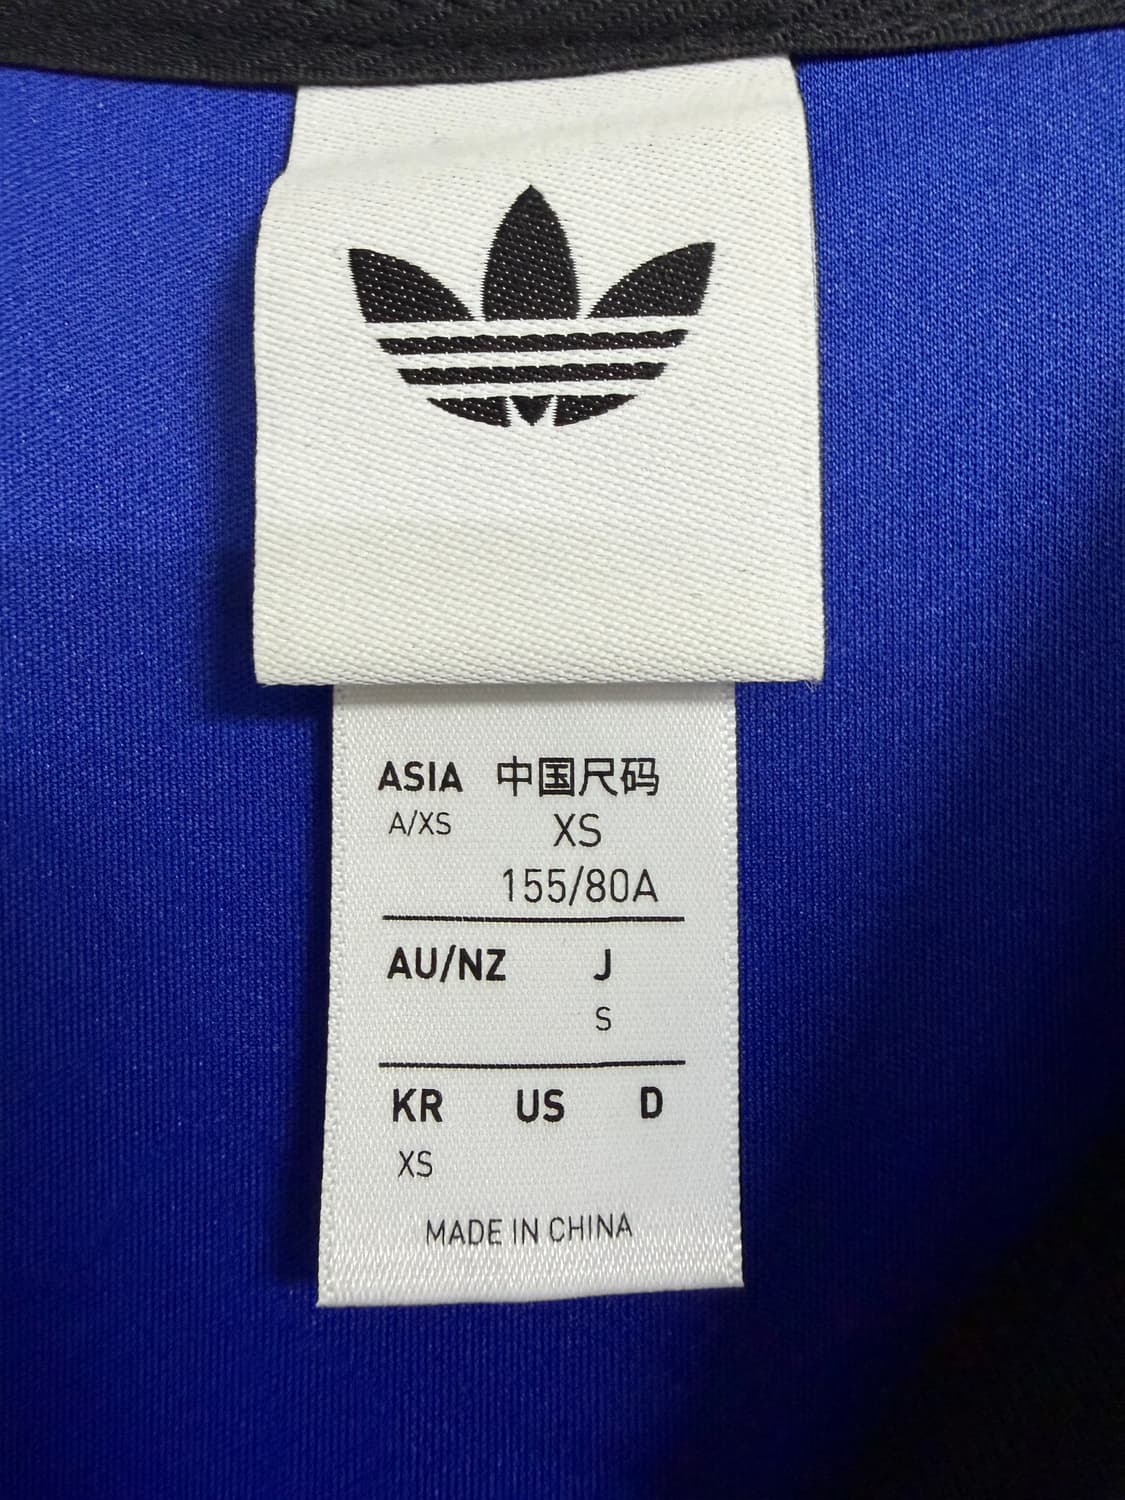 ASIA 中国尺码
A/XS XS
155/80A
AU/NZ J
S
KR US D
XS
MADE IN CHINA